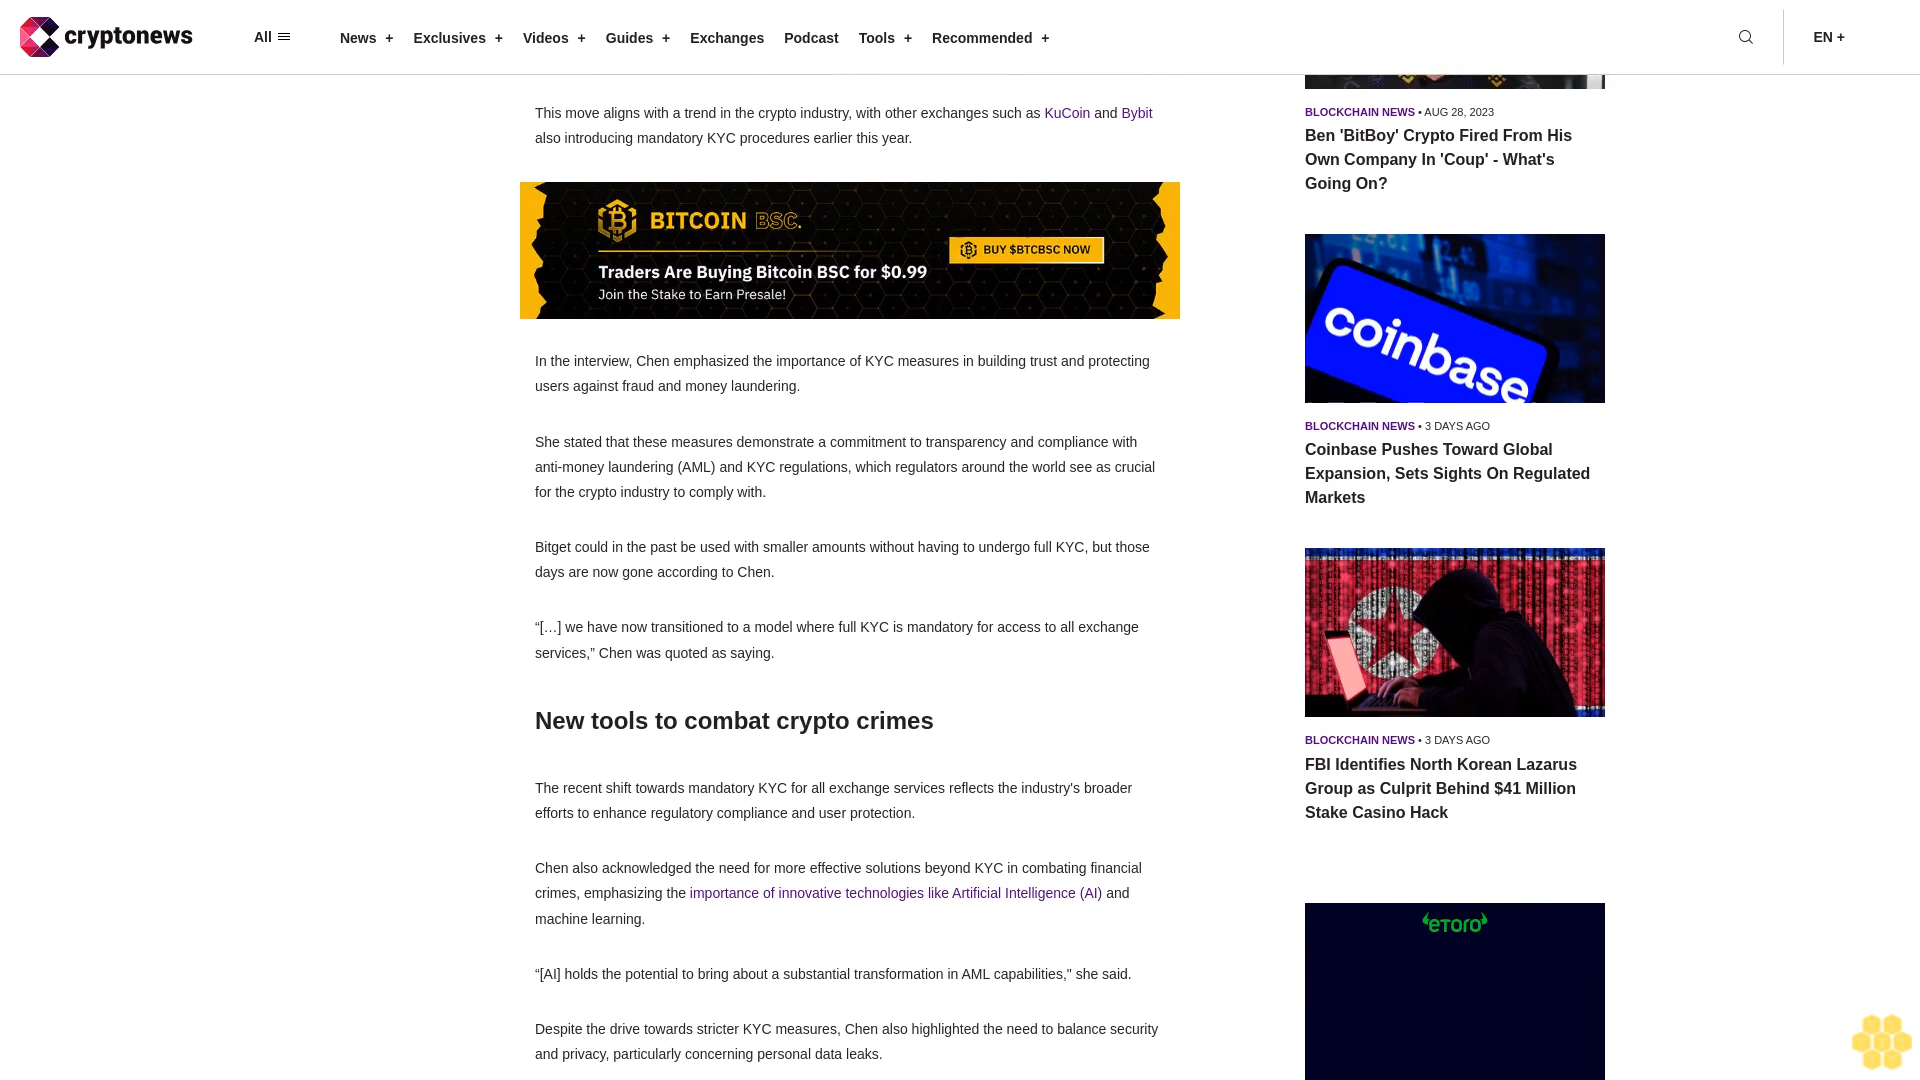 cryptonews
All
News +
Exclusives +
Videos +
Guides +
Exchanges
Podcast
Tools +
Recommended +
EN +
This move aligns with a trend in the crypto industry, with other exchanges such as KuCoin and Bybit
also introducing mandatory KYC procedures earlier this year.
BITCOIN BSC.
Traders Are Buying Bitcoin BSC for $0.99
Join the Stake to Earn Presale!
BUY $BTCBSC NOW
In the interview, Chen emphasized the importance of KYC measures in building trust and protecting
users against fraud and money laundering.
She stated that these measures demonstrate a commitment to transparency and compliance with
anti-money laundering (AML) and KYC regulations, which regulators around the world see as crucial
for the crypto industry to comply with.
Bitget could in the past be used with smaller amounts without having to undergo full KYC, but those
days are now gone according to Chen.
“[…] we have now transitioned to a model where full KYC is mandatory for access to all exchange
services,” Chen was quoted as saying.
New tools to combat crypto crimes
The recent shift towards mandatory KYC for all exchange services reflects the industry's broader
efforts to enhance regulatory compliance and user protection.
Chen also acknowledged the need for more effective solutions beyond KYC in combating financial
crimes, emphasizing the importance of innovative technologies like Artificial Intelligence (AI) and
machine learning.
“[AI] holds the potential to bring about a substantial transformation in AML capabilities," she said.
Despite the drive towards stricter KYC measures, Chen also highlighted the need to balance security
and privacy, particularly concerning personal data leaks.
BLOCKCHAIN NEWS • AUG 28, 2023
Ben 'BitBoy' Crypto Fired From His
Own Company In 'Coup' - What's
Going On?
coinbase
BLOCKCHAIN NEWS • 3 DAYS AGO
Coinbase Pushes Toward Global
Expansion, Sets Sights On Regulated
Markets
BLOCKCHAIN NEWS • 3 DAYS AGO
FBI Identifies North Korean Lazarus
Group as Culprit Behind $41 Million
Stake Casino Hack
eToro